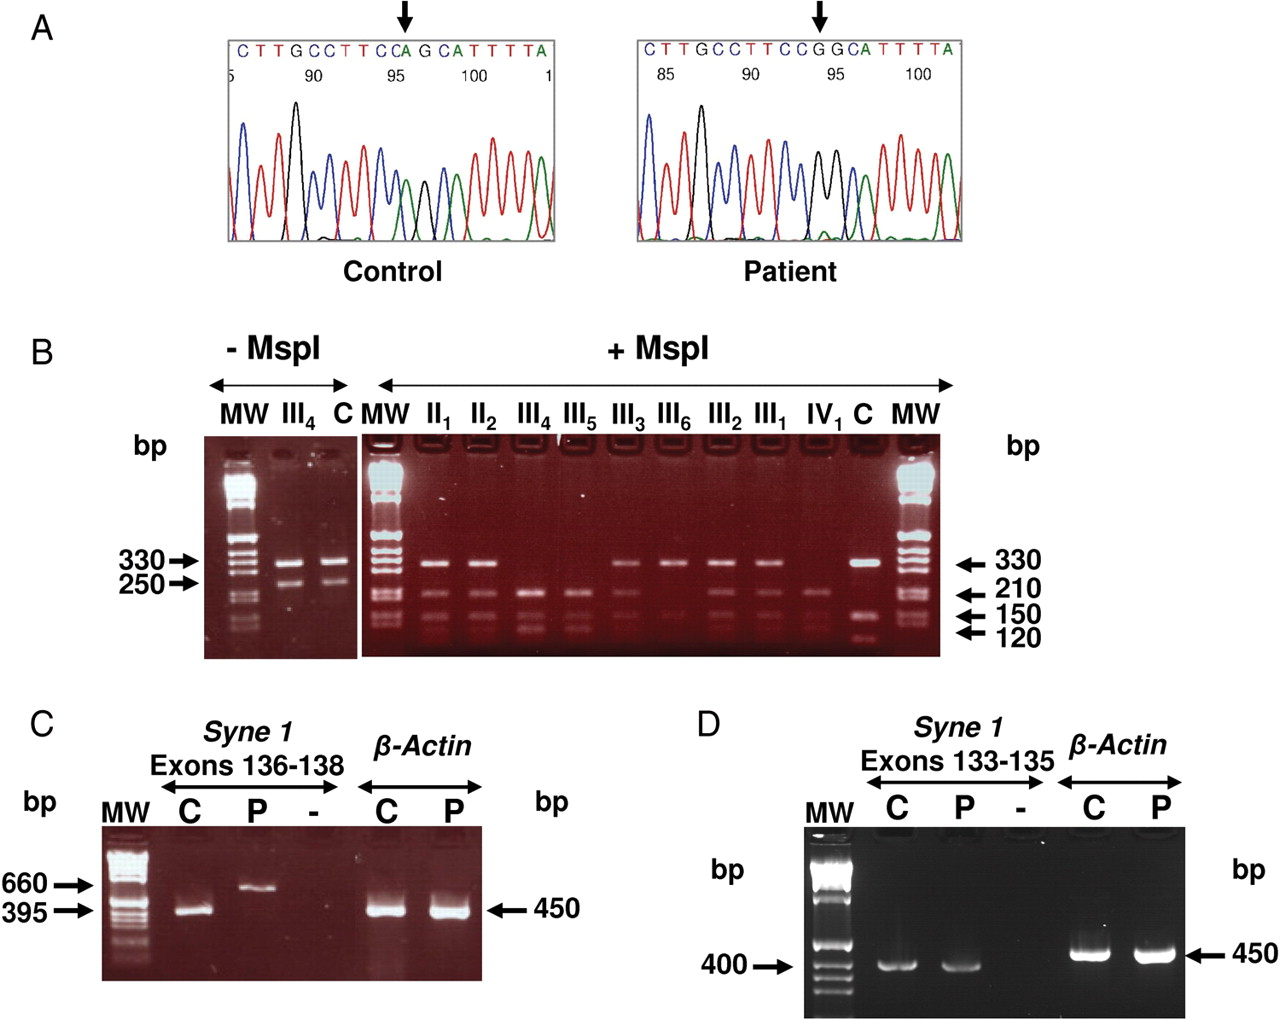 A
C T T G C C T T C C A G C A T T T T A
5 90 95 100 1
Control
C T T G C C T T C C G G C A T T T T A
85 90 95 100
Patient
B
- MspI
+ MspI
MW III4 C
MW II1 II2 III4 III5 III3 III6 III2 III1 IV1 C MW
bp
bp
330
250
330
210
150
120
C
Syne 1
Exons 136-138
β-Actin
bp
MW C P - C P
bp
660
395
450
D
Syne 1
Exons 133-135
β-Actin
MW C P - C P
bp
bp
400
450